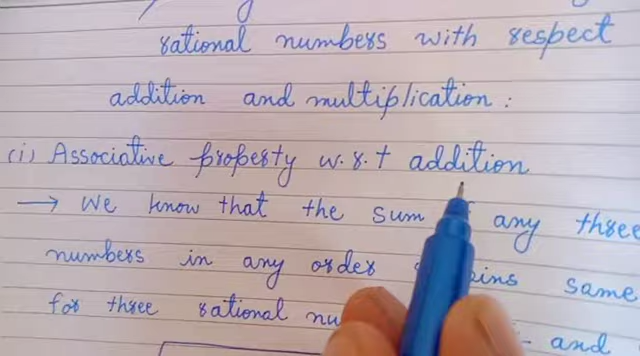 rational numbers with respect
addition and multiplication :
(i) Associative property w.r.t addition
→ We know that the sum any three
numbers in any order same
for three rational and